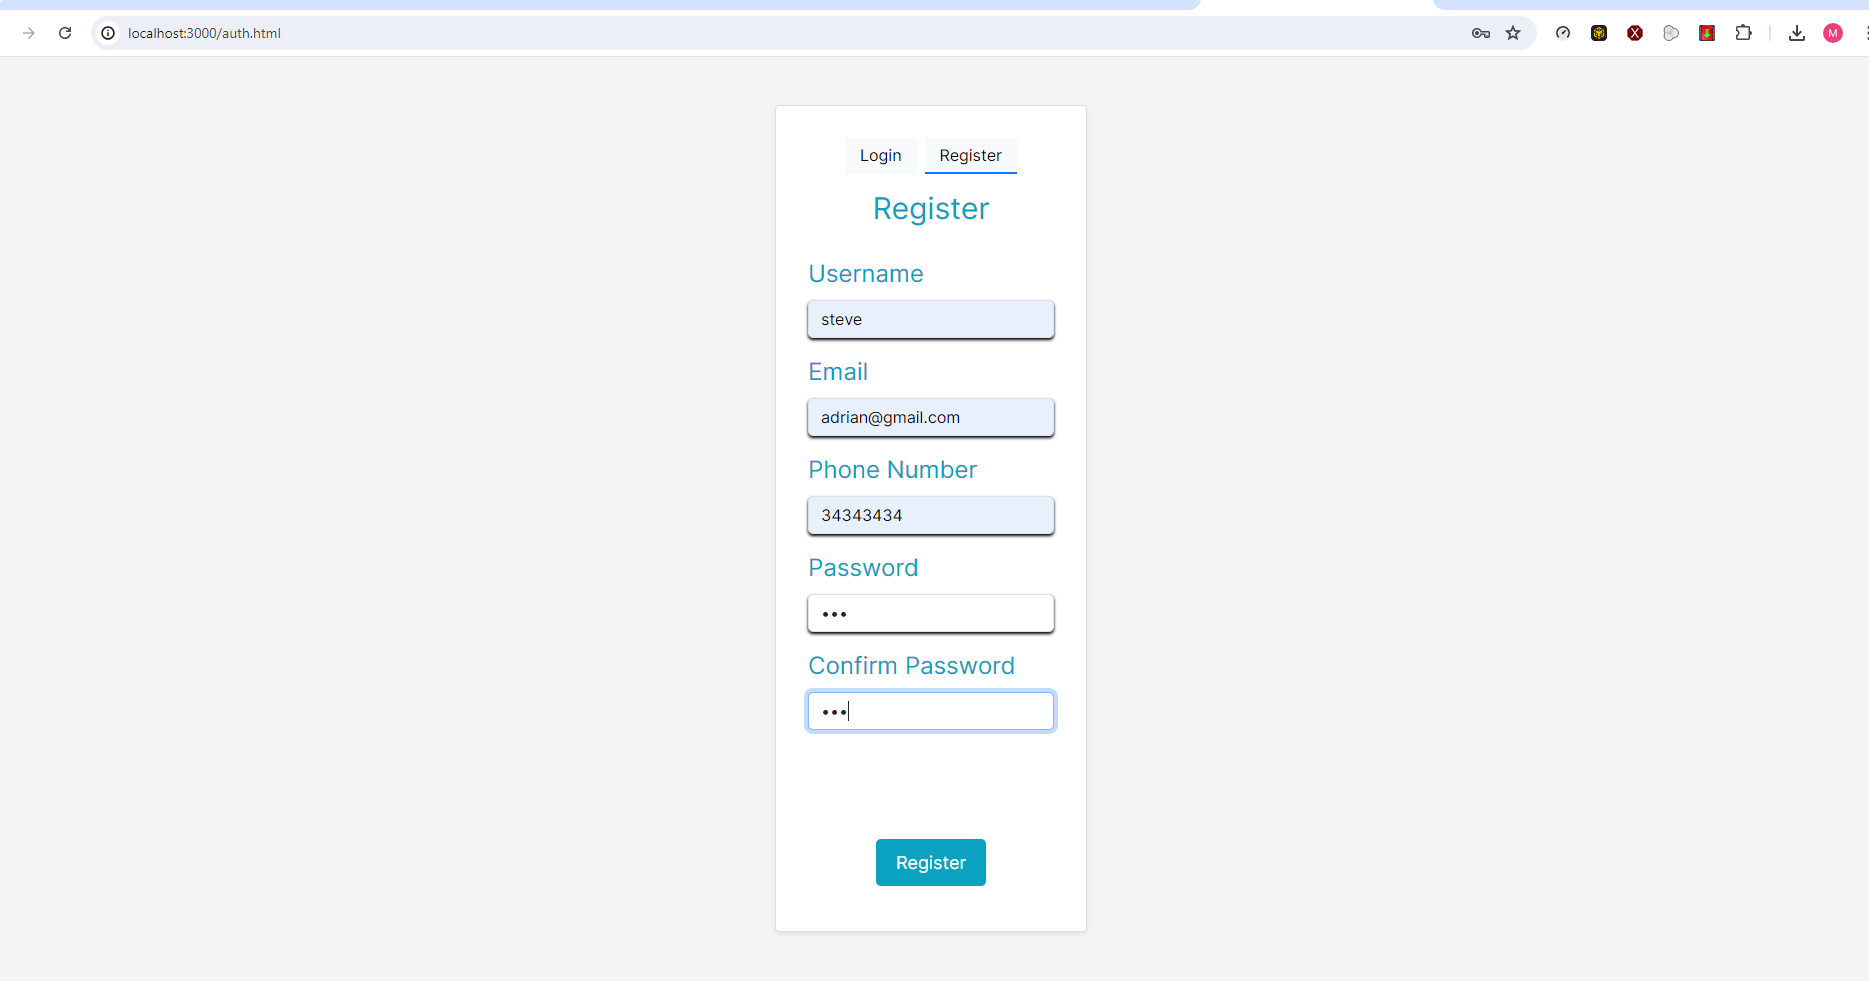 localhost:3000/auth.html
X
M
Login Register
Register
Username
steve
Email
adrian@gmail.com
Phone Number
34343434
Password
•••
Confirm Password
•••
Register